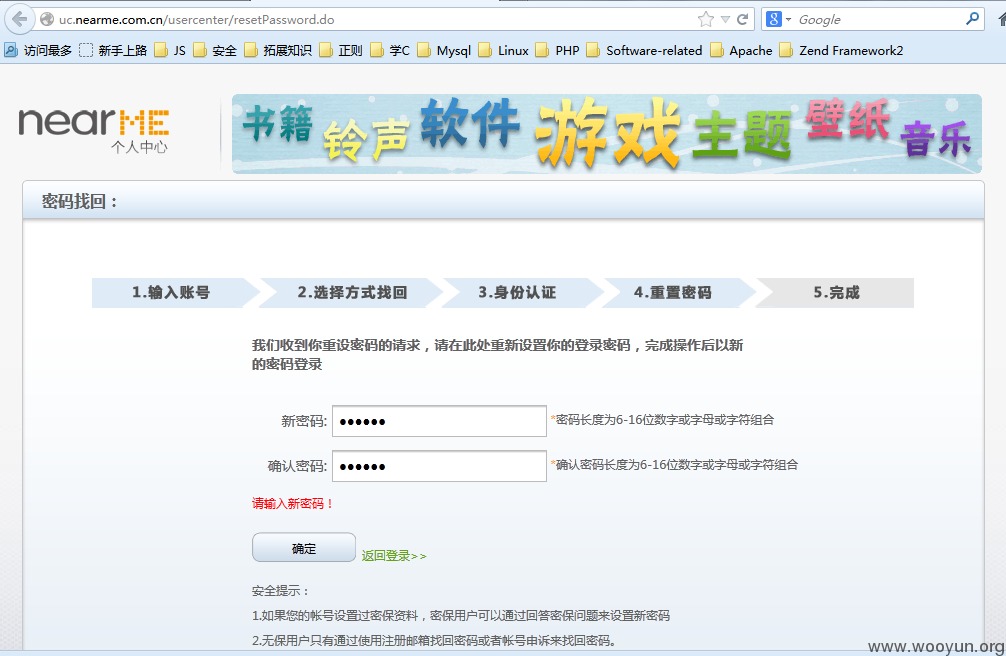 uc.nearme.com.cn/usercenter/resetPassword.do
Google
访问最多 新手上路 JS 安全 拓展知识 正则 学C Mysql Linux PHP Software-related Apache Zend Framework2
nearME
个人中心
书籍 铃声 软件 游戏 主题 壁纸 音乐
密码找回：
1.输入账号 2.选择方式找回 3.身份认证 4.重置密码 5.完成
我们收到你重设密码的请求，请在此处重新设置你的登录密码，完成操作后以新
的密码登录
新密码: •••••• *密码长度为6-16位数字或字母或字符组合
确认密码: •••••• *确认密码长度为6-16位数字或字母或字符组合
请输入新密码！
确定 返回登录>>
安全提示：
1.如果您的帐号设置过密保资料，密保用户可以通过回答密保问题来设置新密码
2.无保用户只有通过使用注册邮箱找回密码或者帐号申诉来找回密码。
www.wooyun.org